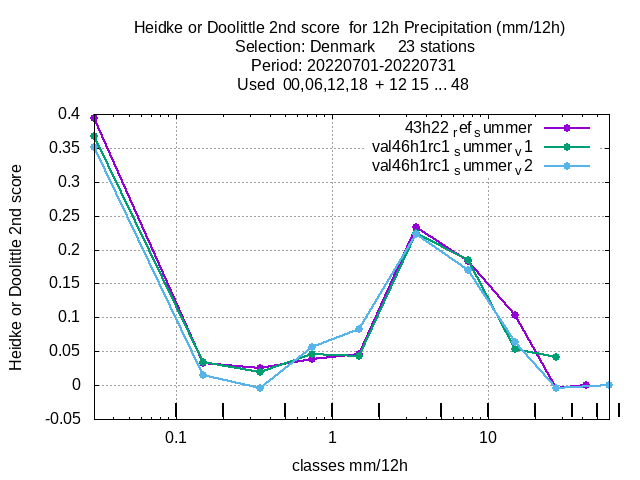 Heidke or Doolittle 2nd score  for 12h Precipitation (mm/12h)
Selection: Denmark     23 stations
Period: 20220701-20220731
Used  00,06,12,18  + 12 15 ... 48
43h22 ref summer
val46h1rc1 summer v1
val46h1rc1 summer v2
Heidke or Doolittle 2nd score
0.4
0.35
0.3
0.25
0.2
0.15
0.1
0.05
0
-0.05
0.1 1 10
classes mm/12h